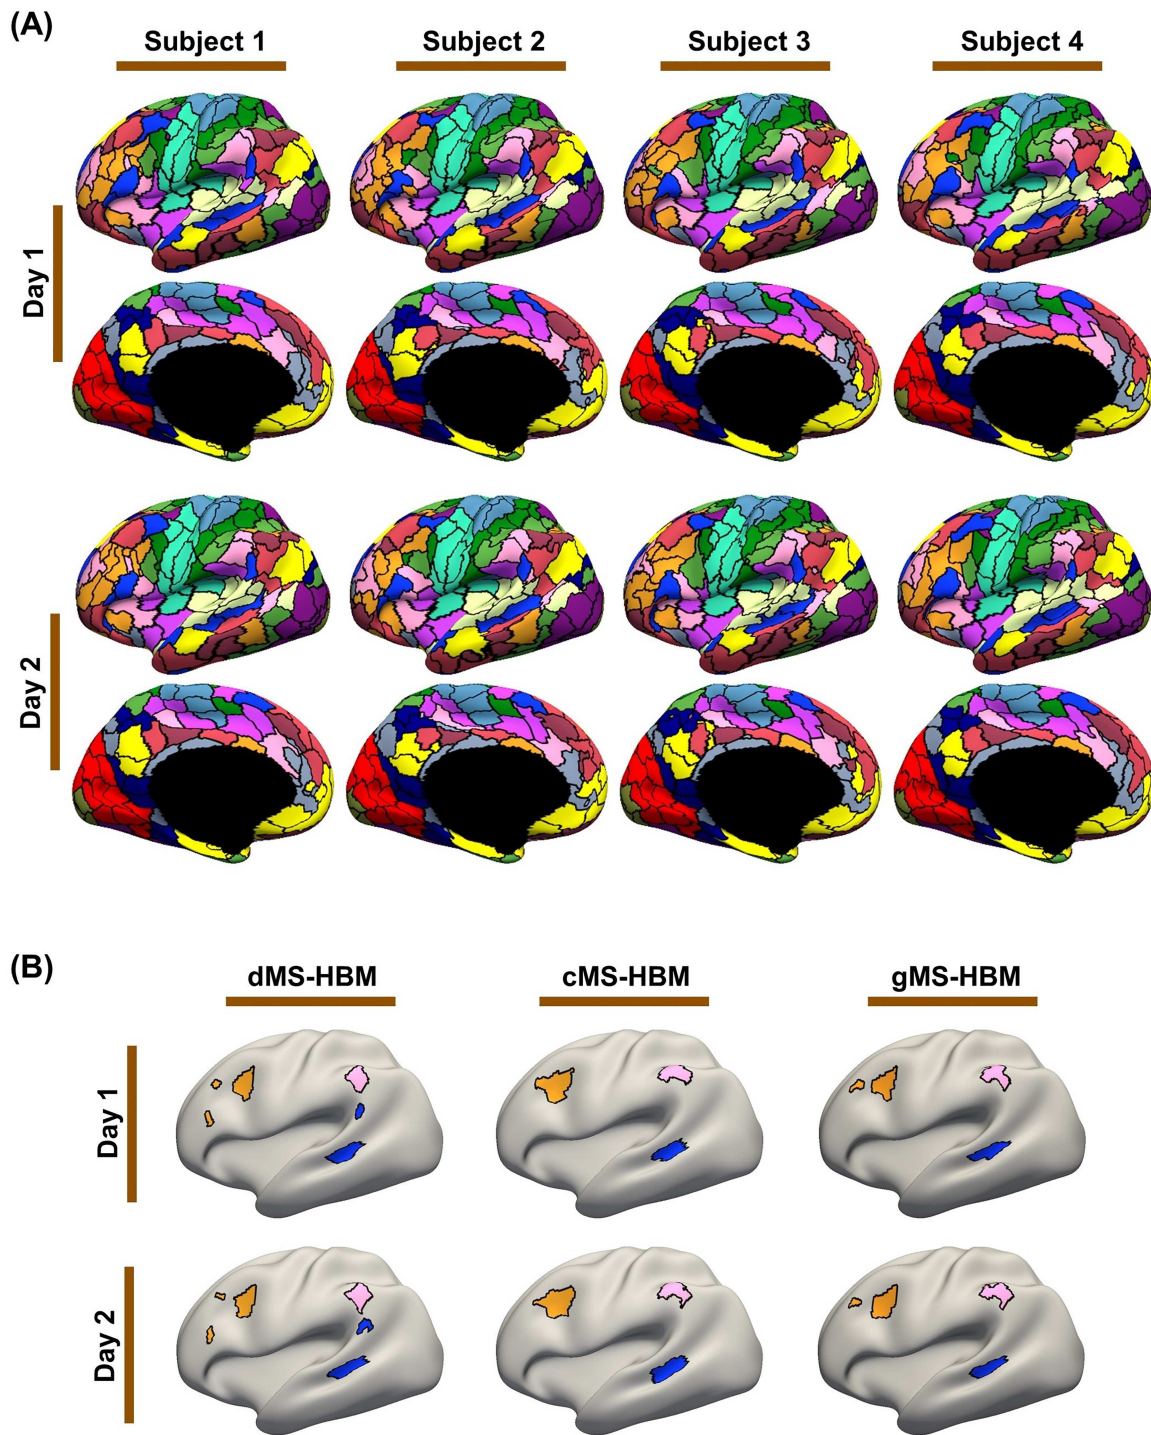 (A)
Subject 1
Subject 2
Subject 3
Subject 4
Day 1
Day 2
(B)
dMS-HBM
cMS-HBM
gMS-HBM
Day 1
Day 2